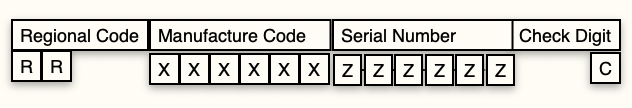 Regional Code Manufacture Code Serial Number Check Digit
R R X X X X X X Z Z Z Z Z Z C